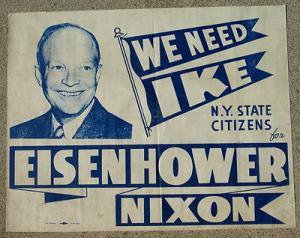 WE NEED
IKE
N.Y. STATE
CITIZENS
for
EISENHOWER
NIXON